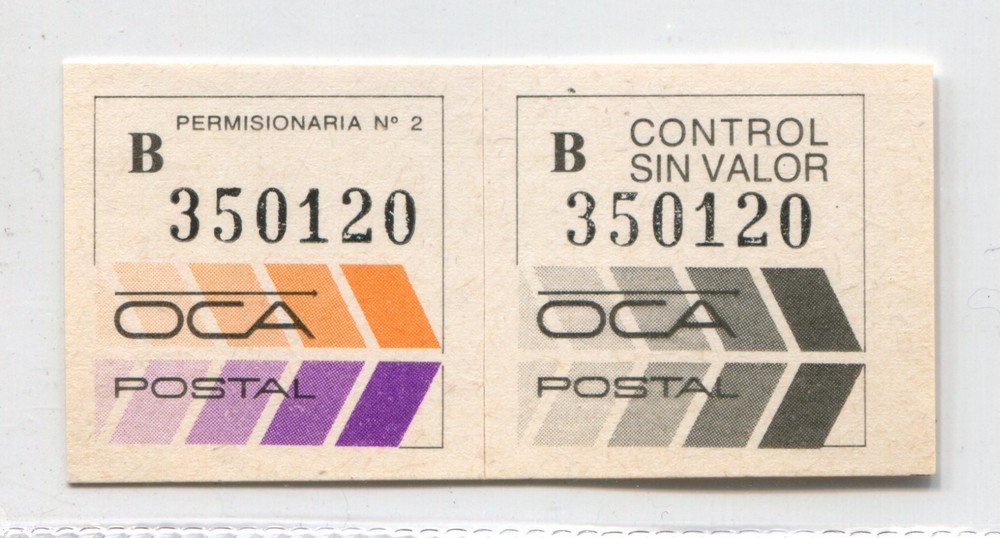 PERMISIONARIA Nº 2
B
350120
OCA
POSTAL
B
CONTROL
SIN VALOR
350120
OCA
POSTAL